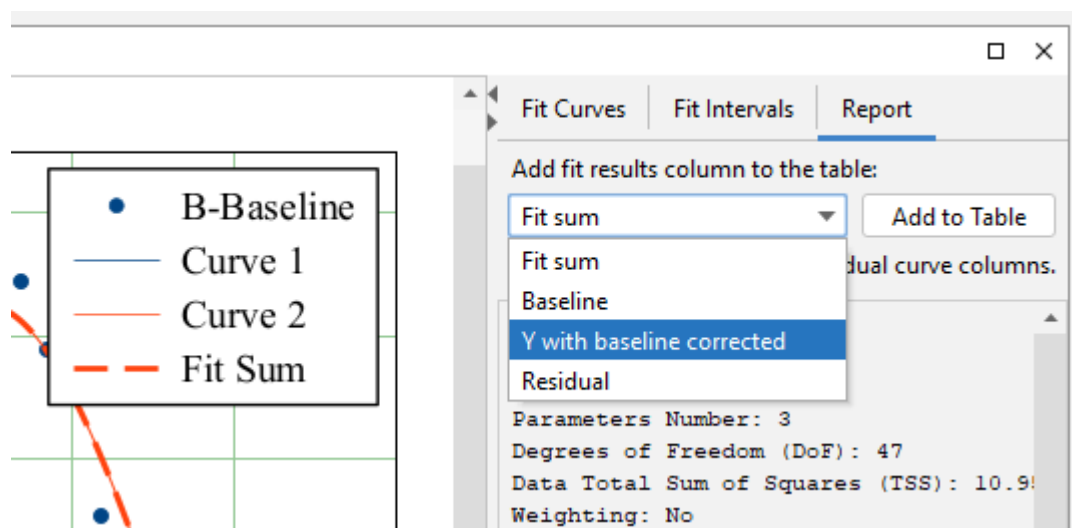 Fit Curves
Fit Intervals
Report
Add fit results column to the table:
Fit sum
Add to Table
Fit sum
Baseline
Y with baseline corrected
Residual
curve columns.
Parameters Number: 3
Degrees of Freedom (DoF): 47
Data Total Sum of Squares (TSS): 10.9
Weighting: No
B-Baseline
Curve 1
Curve 2
Fit Sum